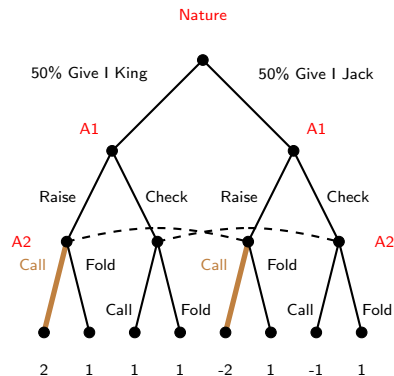 Nature
50% Give I King
50% Give I Jack
A1
A1
Raise
Check
Raise
Check
A2
A2
Call
Fold
Call
Fold
Call
Fold
Call
Fold
2
1
1
1
-2
1
-1
1